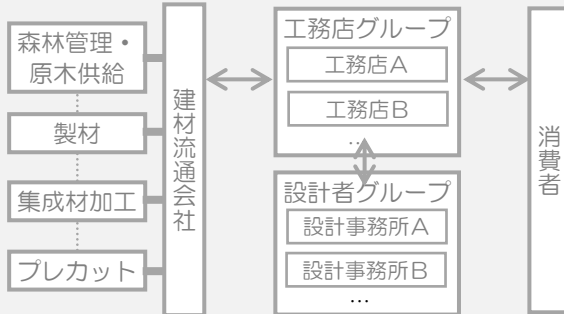 森林管理・
原木供給
製材
集成材加工
プレカット
建材流通会社
工務店グループ
工務店A
工務店B
…
設計者グループ
設計事務所A
設計事務所B
…
消費者